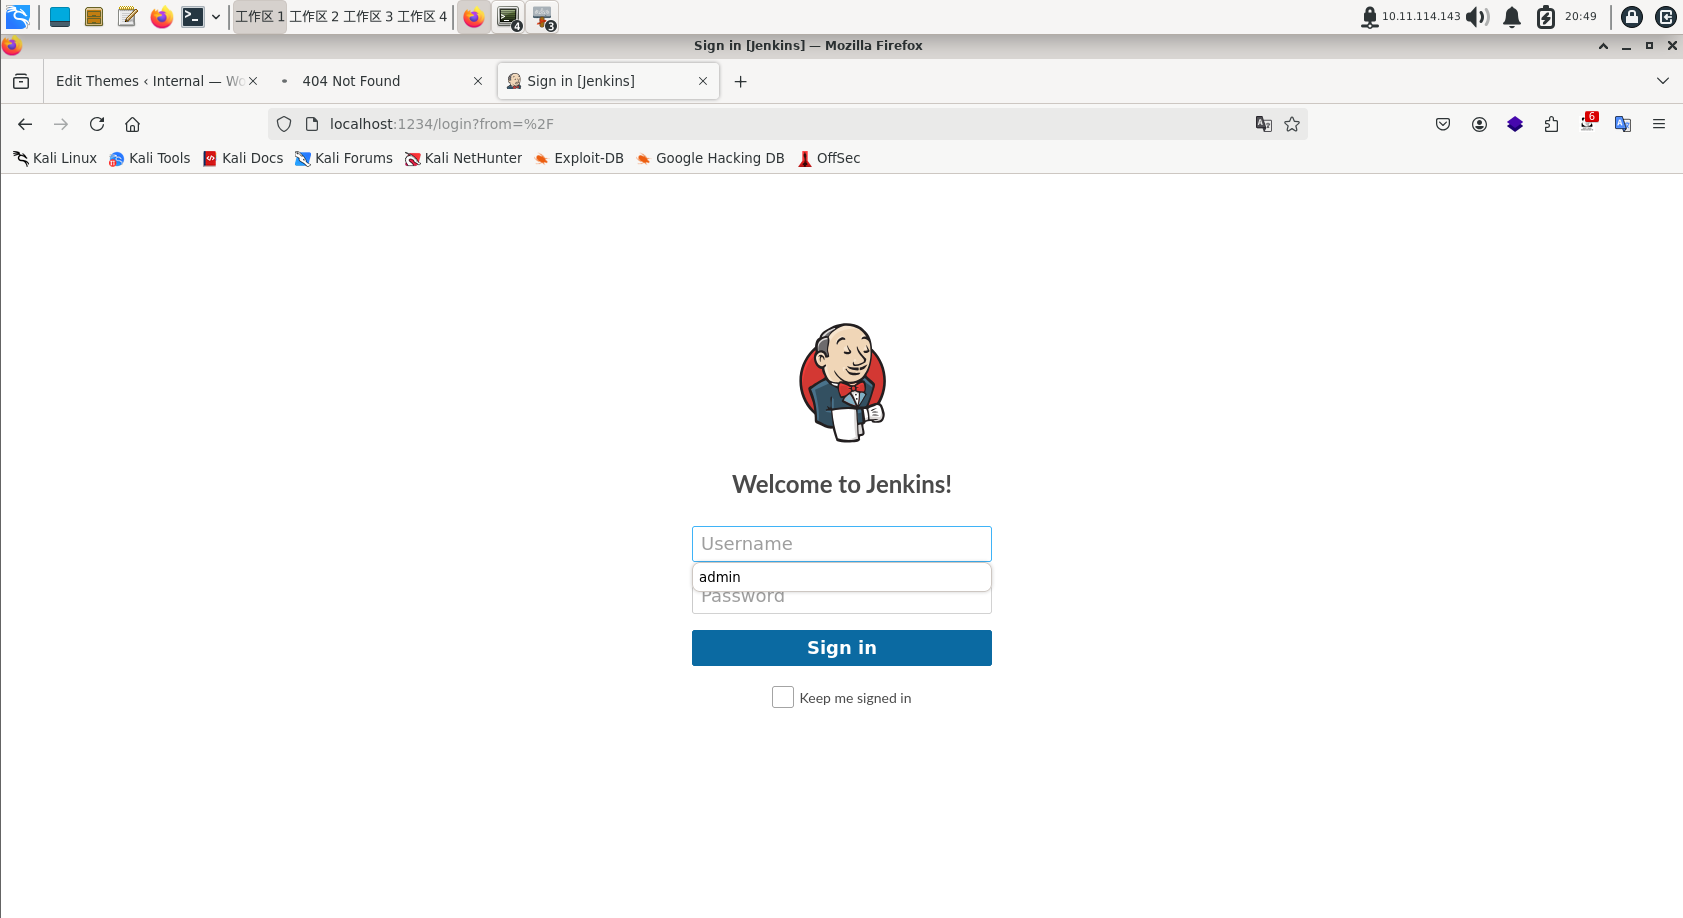 工作区 1 工作区 2 工作区 3 工作区 4 4 3 10.11.114.143 20:49
Sign in [Jenkins] — Mozilla Firefox
Edit Themes ‹ Internal — Wo 404 Not Found Sign in [Jenkins]
localhost:1234/login?from=%2F 6
Kali Linux Kali Tools Kali Docs Kali Forums Kali NetHunter Exploit-DB Google Hacking DB OffSec
Welcome to Jenkins!
Username
admin
Password
Sign in
Keep me signed in